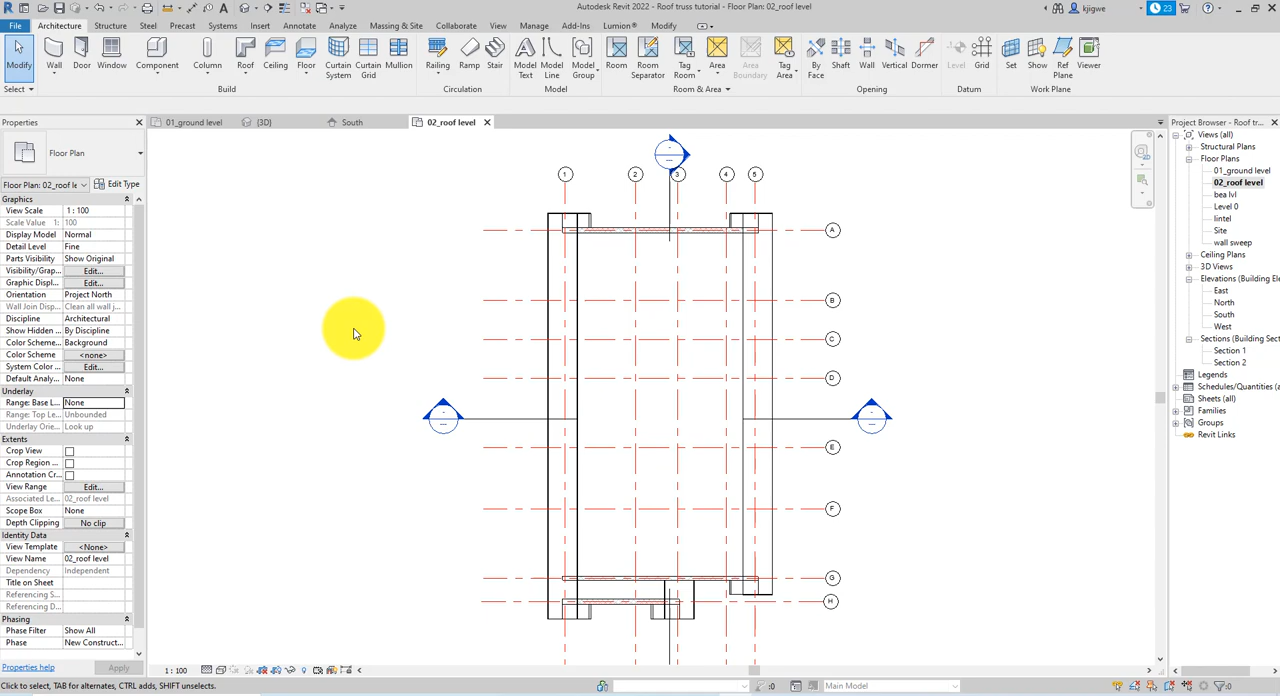 Autodesk Revit 2022 - Roof truss tutorial - Floor Plan: 02_roof level
kjigwe
23
File Architecture Structure Steel Precast Systems Insert Annotate Analyze Massing & Site Collaborate View Manage Add-Ins Lumion® Modify
Modify Wall Door Window Component Column Roof Ceiling Floor Curtain System Curtain Grid Mullion Railing Ramp Stair Model Text Model Line Model Group Room Room Separator Tag Room Area Area Boundary Tag Area By Face Shaft Wall Vertical Dormer Level Grid Set Show Ref Plane Viewer
Select Build Circulation Model Room & Area Opening Datum Work Plane
Properties
01_ground level
{3D}
South
02_roof level
Project Browser - Roof tr...
Floor Plan
Floor Plan: 02_roof le
Edit Type
Graphics
View Scale 1 : 100
Scale Value 1: 100
Display Model Normal
Detail Level Fine
Parts Visibility Show Original
Visibility/Grap... Edit...
Graphic Displ... Edit...
Orientation Project North
Wall Join Disp... Clean all wall j...
Discipline Architectural
Show Hidden ... By Discipline
Color Scheme... Background
Color Scheme <none>
System Color ... Edit...
Default Analy... None
Underlay
Range: Base L... None
Range: Top Le... Unbounded
Underlay Orie... Look up
Extents
Crop View
Crop Region ...
Annotation Cr...
View Range Edit...
Associated Le... 02_roof level
Scope Box None
Depth Clipping No clip
Identity Data
View Template <None>
View Name 02_roof level
Dependency Independent
Title on Sheet
Referencing S...
Referencing D...
Phasing
Phase Filter Show All
Phase New Construct...
Properties help
Apply
1 2 3 4 5
A
B
C
D
E
F
G
H
Views (all)
Structural Plans
Floor Plans
01_ground level
02_roof level
bea lvl
Level 0
lintel
Site
wall sweep
Ceiling Plans
3D Views
Elevations (Building El
East
North
South
West
Sections (Building Sect
Section 1
Section 2
Legends
Schedules/Quantities (a
Sheets (all)
Families
Groups
Revit Links
1 : 100
Click to select, TAB for alternates, CTRL adds, SHIFT unselects.
:0
Main Model
:0